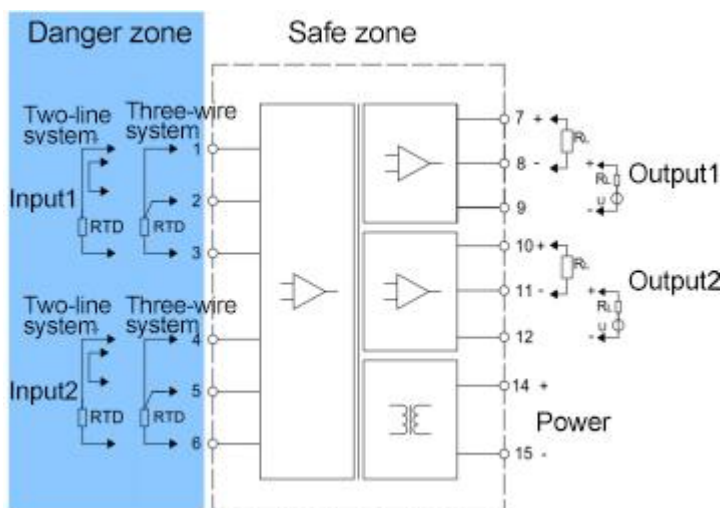 Danger zone
Safe zone
Two-line
system
Three-wire
system
Input1
RTD
RTD
1
2
3
Two-line
system
Three-wire
system
Input2
RTD
RTD
4
5
6
7 +
8 -
9
RL
+
RL
u
-
Output1
10 +
11 -
12
RL
+
RL
u
-
Output2
14 +
Power
15 -